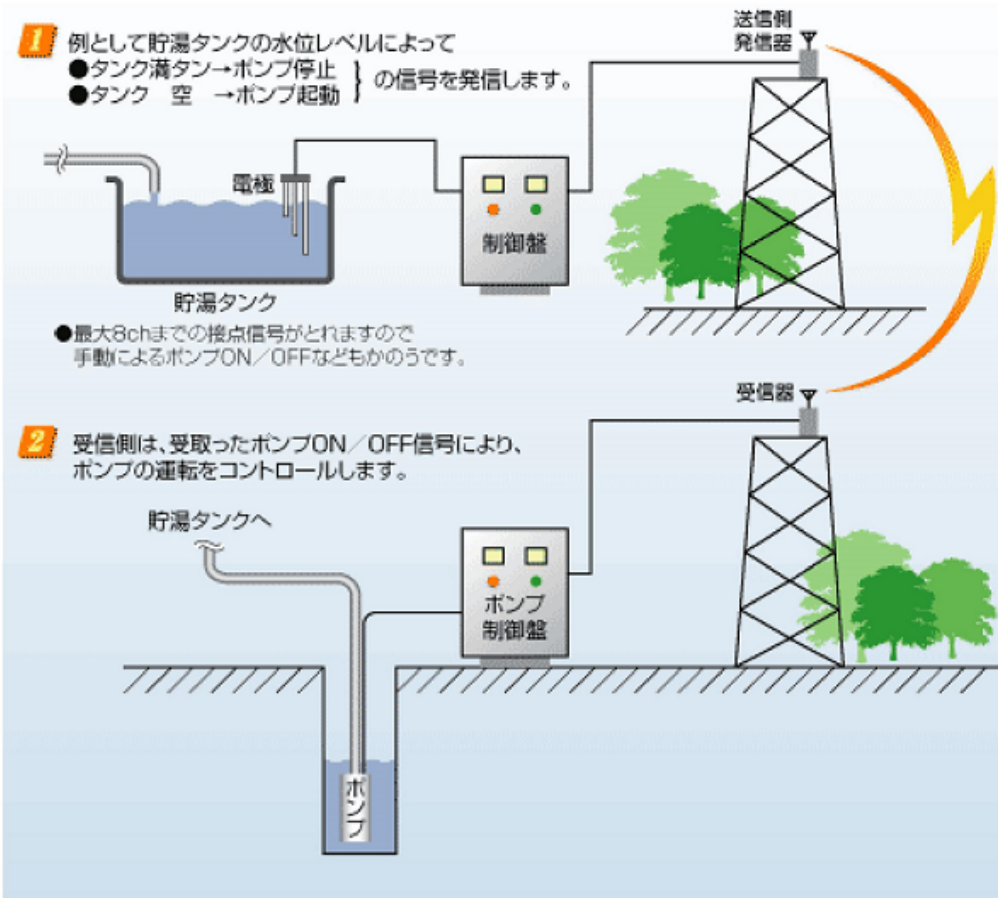 送信側
発信器
1 例として貯湯タンクの水位レベルによって
●タンク満タン→ポンプ停止
●タンク 空 →ポンプ起動
} の信号を発信します。
電極
制御盤
貯湯タンク
●最大8chまでの接点信号がとれますので
手動によるポンプON／OFFなどもかのうです。
受信器
2 受信側は、受取ったポンプON／OFF信号により、
ポンプの運転をコントロールします。
貯湯タンクへ
ポンプ
制御盤
ポンプ